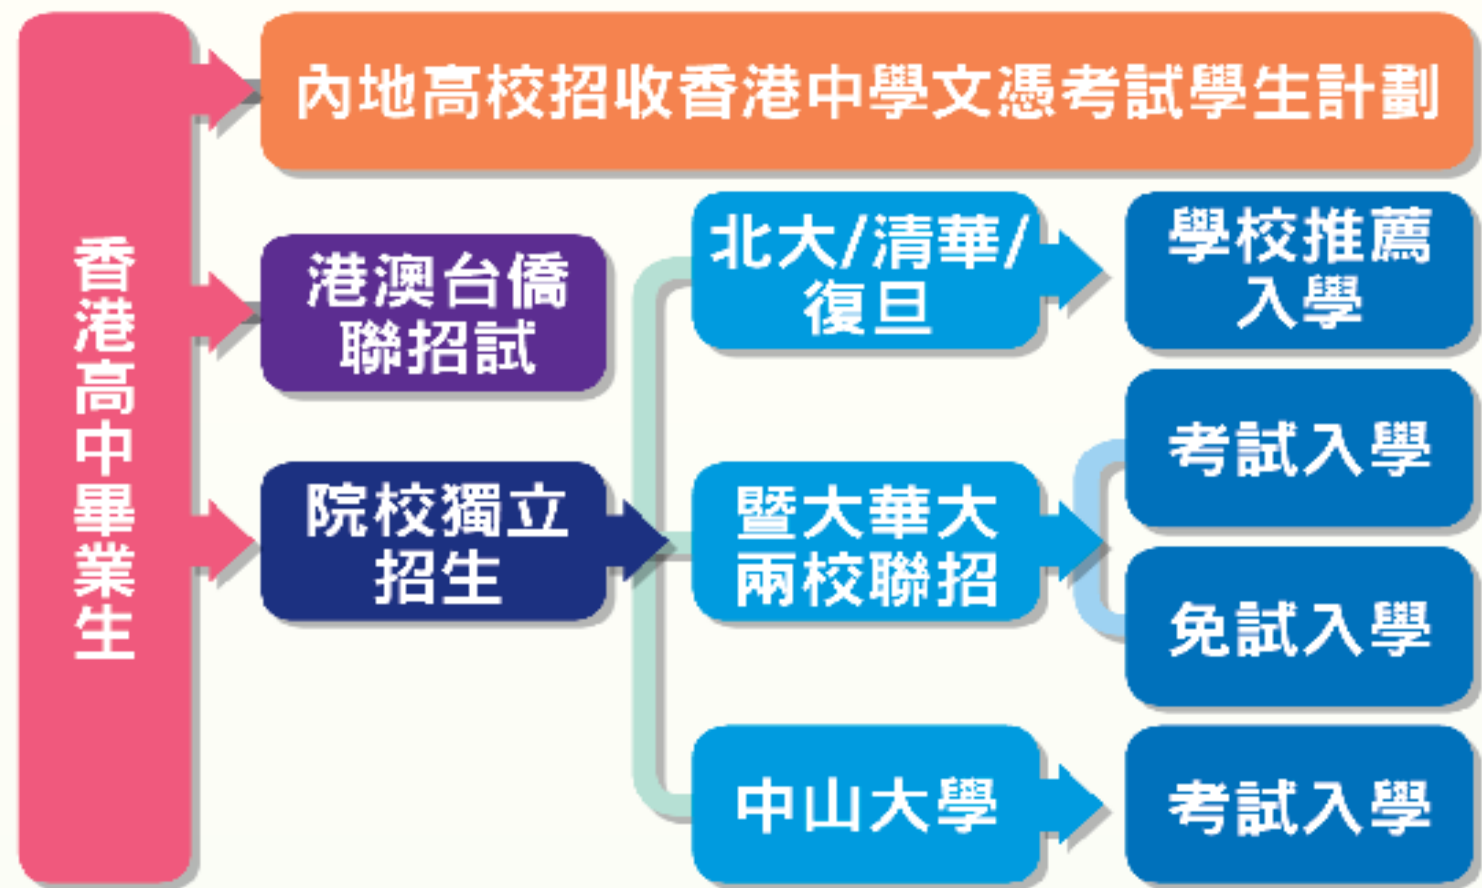 香港高中畢業生
內地高校招收香港中學文憑考試學生計劃
港澳台僑
聯招試
院校獨立
招生
北大/清華/
復旦
學校推薦
入學
暨大華大
兩校聯招
考試入學
免試入學
中山大學
考試入學